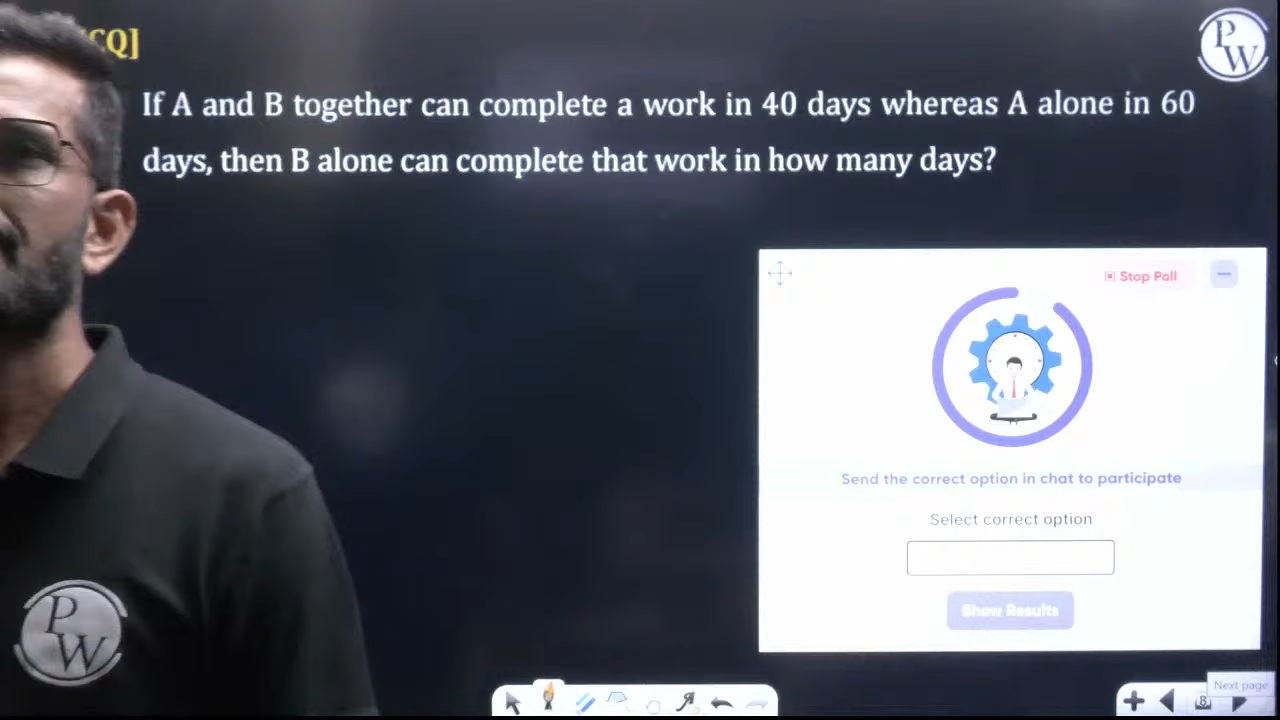 CQ]
P
W
If A and B together can complete a work in 40 days whereas A alone in 60
days, then B alone can complete that work in how many days?
Stop Poll
Send the correct option in chat to participate
Select correct option
Show Results
P
W
Next page
8